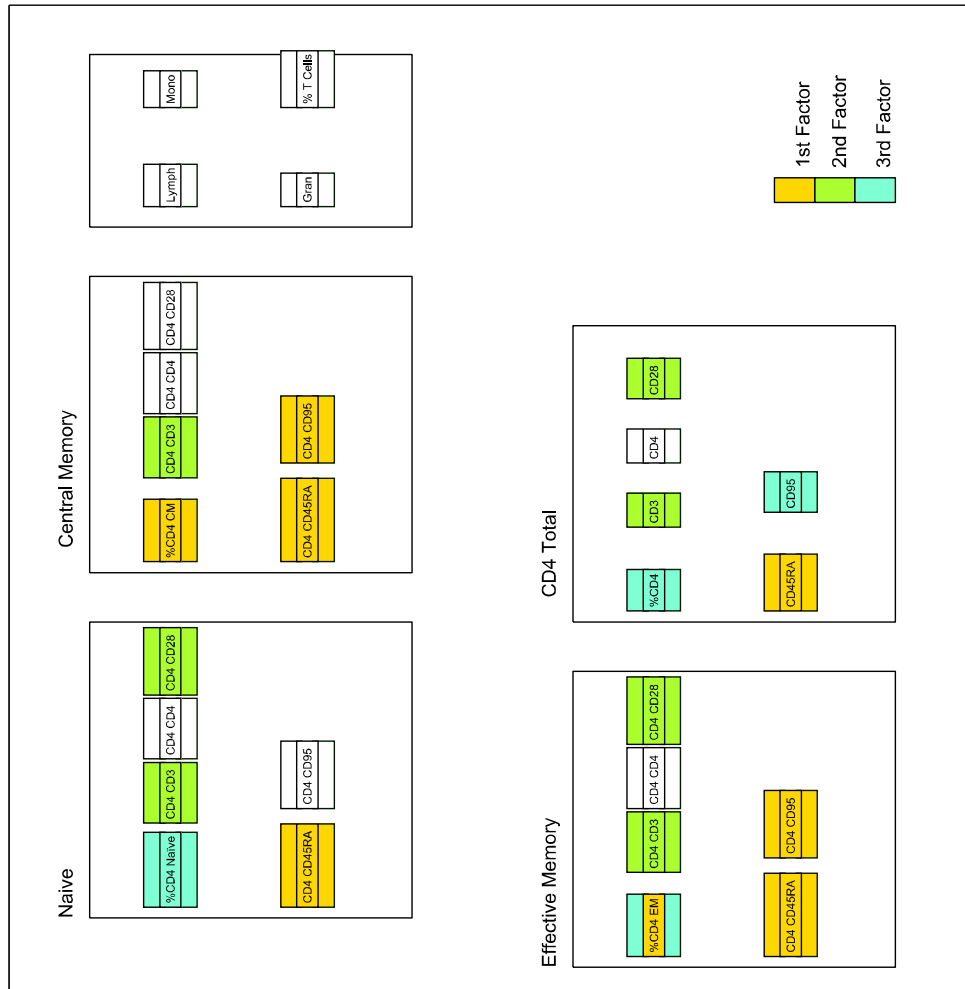 Naive
%CD4 Naïve
CD4 CD3
CD4 CD4
CD4 CD28
CD4 CD45RA
CD4 CD95
Central Memory
%CD4 CM
CD4 CD3
CD4 CD4
CD4 CD28
CD4 CD45RA
CD4 CD95
Lymph
Mono
Gran
% T Cells
Effective Memory
%CD4 EM
CD4 CD3
CD4 CD4
CD4 CD28
CD4 CD45RA
CD4 CD95
CD4 Total
%CD4
CD3
CD4
CD28
CD45RA
CD95
1st Factor
2nd Factor
3rd Factor